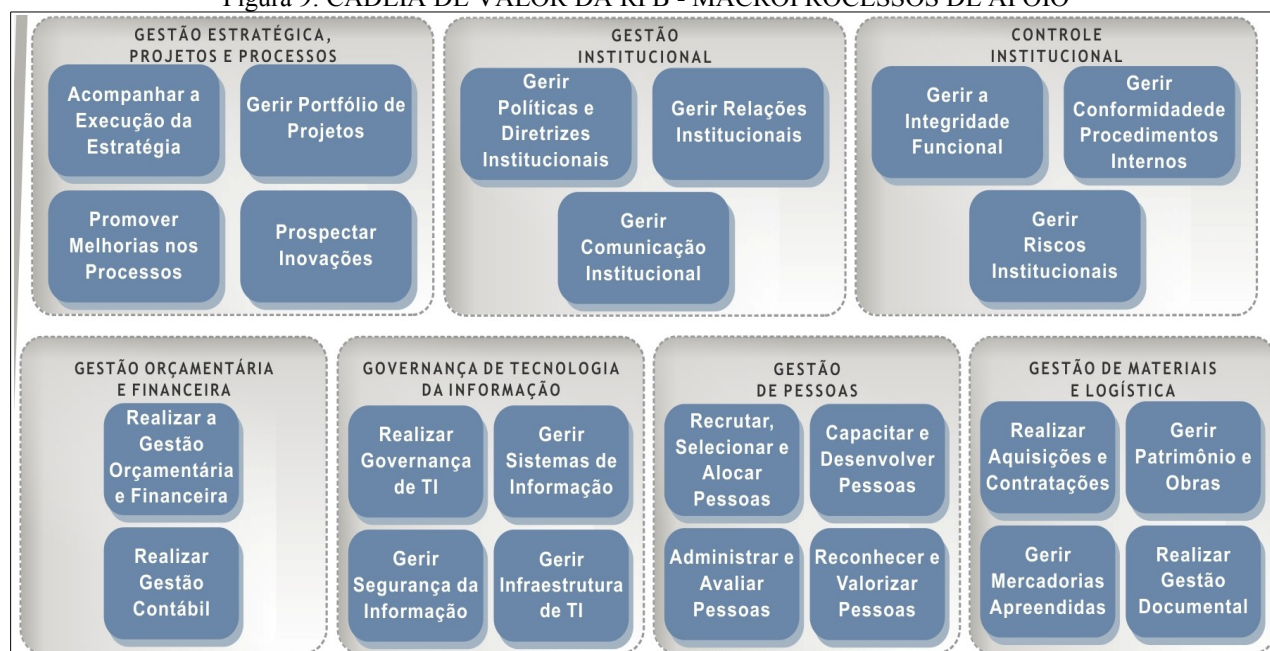 Figura 9. CADEIA DE VALOR DA RFB - MACROPROCESSOS DE APOIO
GESTÃO ESTRATÉGICA,
PROJETOS E PROCESSOS
Acompanhar a
Execução da
Estratégia
Gerir Portfólio de
Projetos
Promover
Melhorias nos
Processos
Prospectar
Inovações
GESTÃO
INSTITUCIONAL
Gerir
Políticas e
Diretrizes
Institucionais
Gerir Relações
Institucionais
Gerir
Comunicação
Institucional
CONTROLE
INSTITUCIONAL
Gerir a
Integridade
Funcional
Gerir
Conformidadede
Procedimentos
Internos
Gerir
Riscos
Institucionais
GESTÃO ORÇAMENTÁRIA
E FINANCEIRA
Realizar a
Gestão
Orçamentária
e Financeira
Realizar
Gestão
Contábil
GOVERNANÇA DE TECNOLOGIA
DA INFORMAÇÃO
Realizar
Governança
de TI
Gerir
Sistemas de
Informação
Gerir
Segurança da
Informação
Gerir
Infraestrutura
de TI
GESTÃO
DE PESSOAS
Recrutar,
Selecionar e
Alocar
Pessoas
Capacitar e
Desenvolver
Pessoas
Administrar e
Avaliar
Pessoas
Reconhecer e
Valorizar
Pessoas
GESTÃO DE MATERIAIS
E LOGÍSTICA
Realizar
Aquisições e
Contratações
Gerir
Patrimônio e
Obras
Gerir
Mercadorias
Apreendidas
Realizar
Gestão
Documental